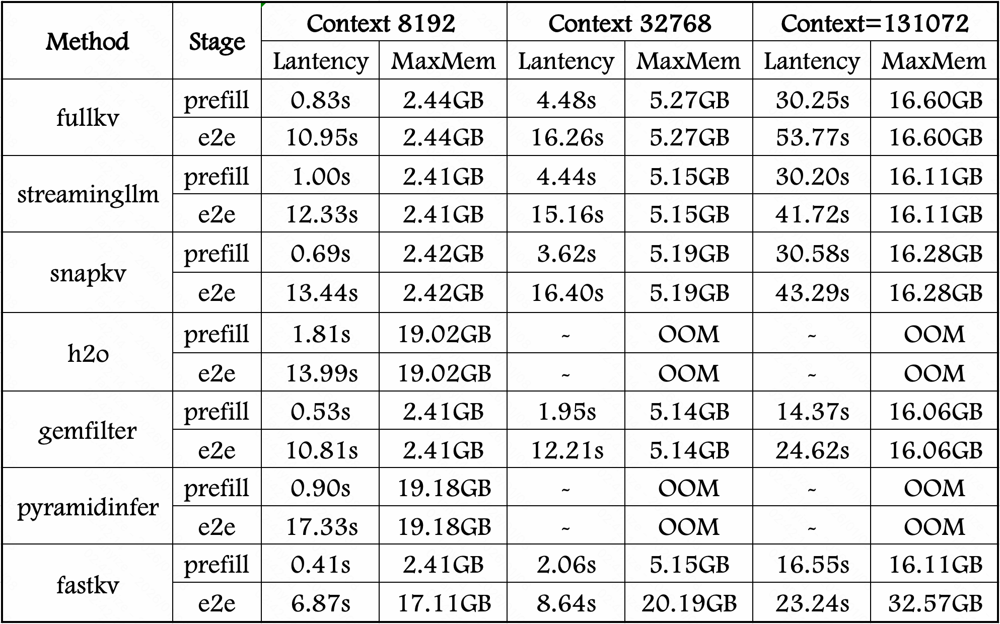 Method Stage Context 8192 Context 32768 Context=131072
Lantency MaxMem Lantency MaxMem Lantency MaxMem
fullkv prefill 0.83s 2.44GB 4.48s 5.27GB 30.25s 16.60GB
e2e 10.95s 2.44GB 16.26s 5.27GB 53.77s 16.60GB
streamingllm prefill 1.00s 2.41GB 4.44s 5.15GB 30.20s 16.11GB
e2e 12.33s 2.41GB 15.16s 5.15GB 41.72s 16.11GB
snapkv prefill 0.69s 2.42GB 3.62s 5.19GB 30.58s 16.28GB
e2e 13.44s 2.42GB 16.40s 5.19GB 43.29s 16.28GB
h2o prefill 1.81s 19.02GB ~ OOM ~ OOM
e2e 13.99s 19.02GB ~ OOM ~ OOM
gemfilter prefill 0.53s 2.41GB 1.95s 5.14GB 14.37s 16.06GB
e2e 10.81s 2.41GB 12.21s 5.14GB 24.62s 16.06GB
pyramidinfer prefill 0.90s 19.18GB ~ OOM ~ OOM
e2e 17.33s 19.18GB ~ OOM ~ OOM
fastkv prefill 0.41s 2.41GB 2.06s 5.15GB 16.55s 16.11GB
e2e 6.87s 17.11GB 8.64s 20.19GB 23.24s 32.57GB